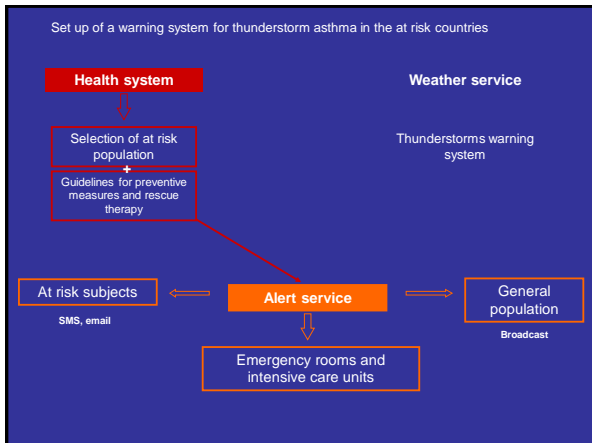 Set up of a warning system for thunderstorm asthma in the at risk countries
Health system
Weather service
Selection of at risk
population
+
Guidelines for preventive
measures and rescue
therapy
Thunderstorms warning
system
At risk subjects
SMS, email
Alert service
General
population
Broadcast
Emergency rooms and
intensive care units